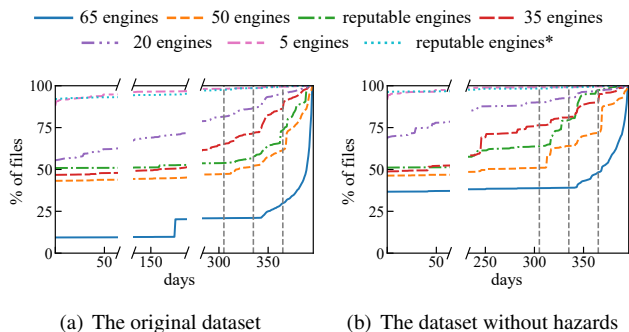 65 engines 50 engines reputable engines 35 engines
20 engines 5 engines reputable engines*
% of files
100
75
50
25
0
50 150 290 350
days
% of files
100
75
50
25
0
50 250 350
days
(a) The original dataset (b) The dataset without hazards